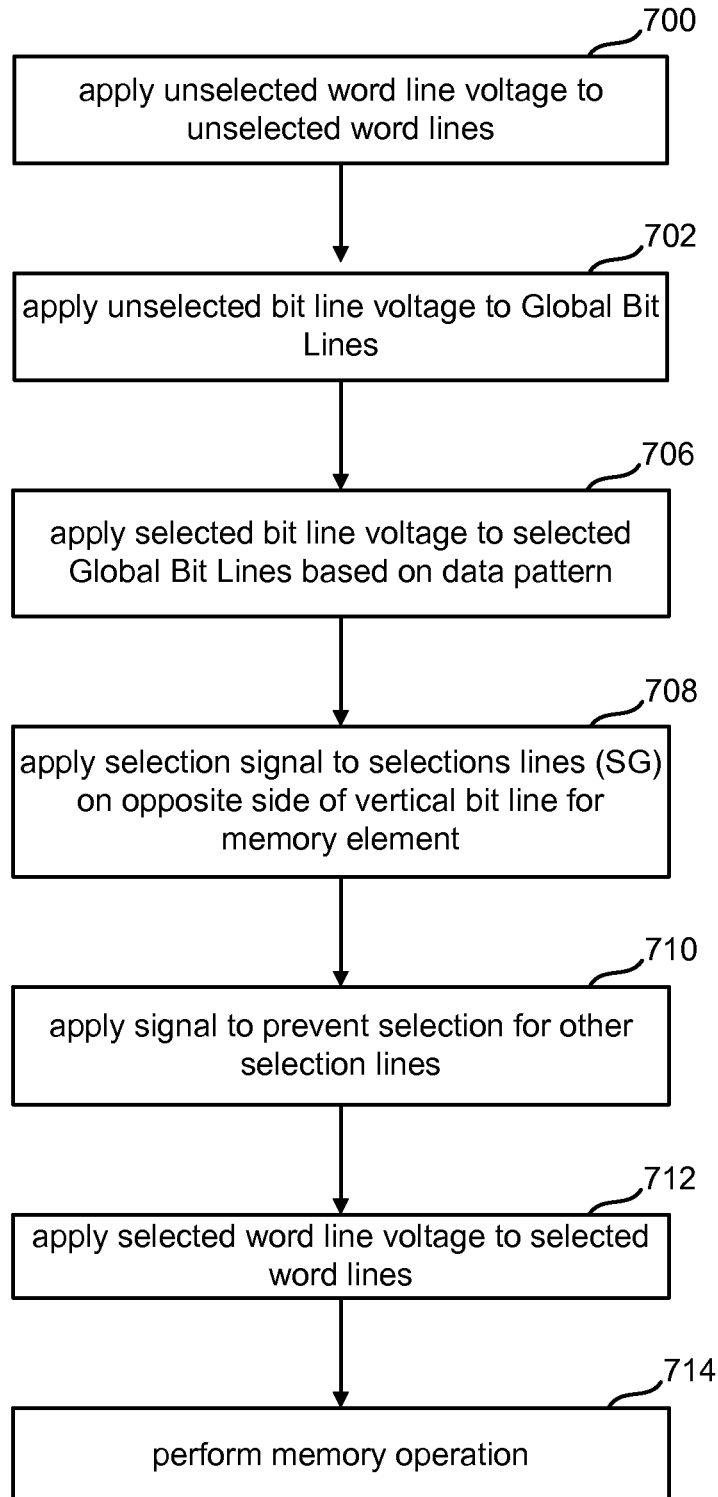 700
apply unselected word line voltage to
unselected word lines
702
apply unselected bit line voltage to Global Bit
Lines
706
apply selected bit line voltage to selected
Global Bit Lines based on data pattern
708
apply selection signal to selections lines (SG)
on opposite side of vertical bit line for
memory element
710
apply signal to prevent selection for other
selection lines
712
apply selected word line voltage to selected
word lines
714
perform memory operation